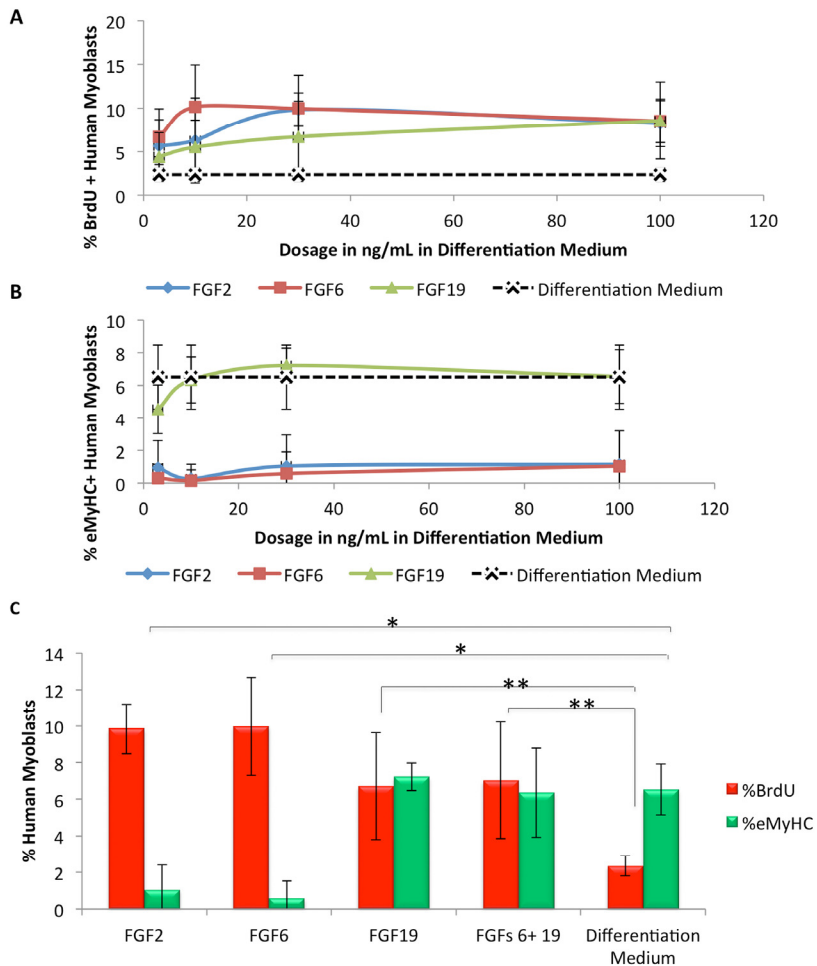 A
% BrdU + Human Myoblasts
20
15
10
5
0
0 20 40 60 80 100 120
Dosage in ng/mL in Differentiation Medium
FGF2 FGF6 FGF19 Differentiation Medium
B
% eMyHC+ Human Myoblasts
10
8
6
4
2
0
0 20 40 60 80 100 120
Dosage in ng/mL in Differentiation Medium
FGF2 FGF6 FGF19 Differentiation Medium
C
*
*
**
**
% Human Myoblasts
14
12
10
8
6
4
2
0
%BrdU
%eMyHC
FGF2 FGF6 FGF19 FGFs 6+ 19 Differentiation
Medium